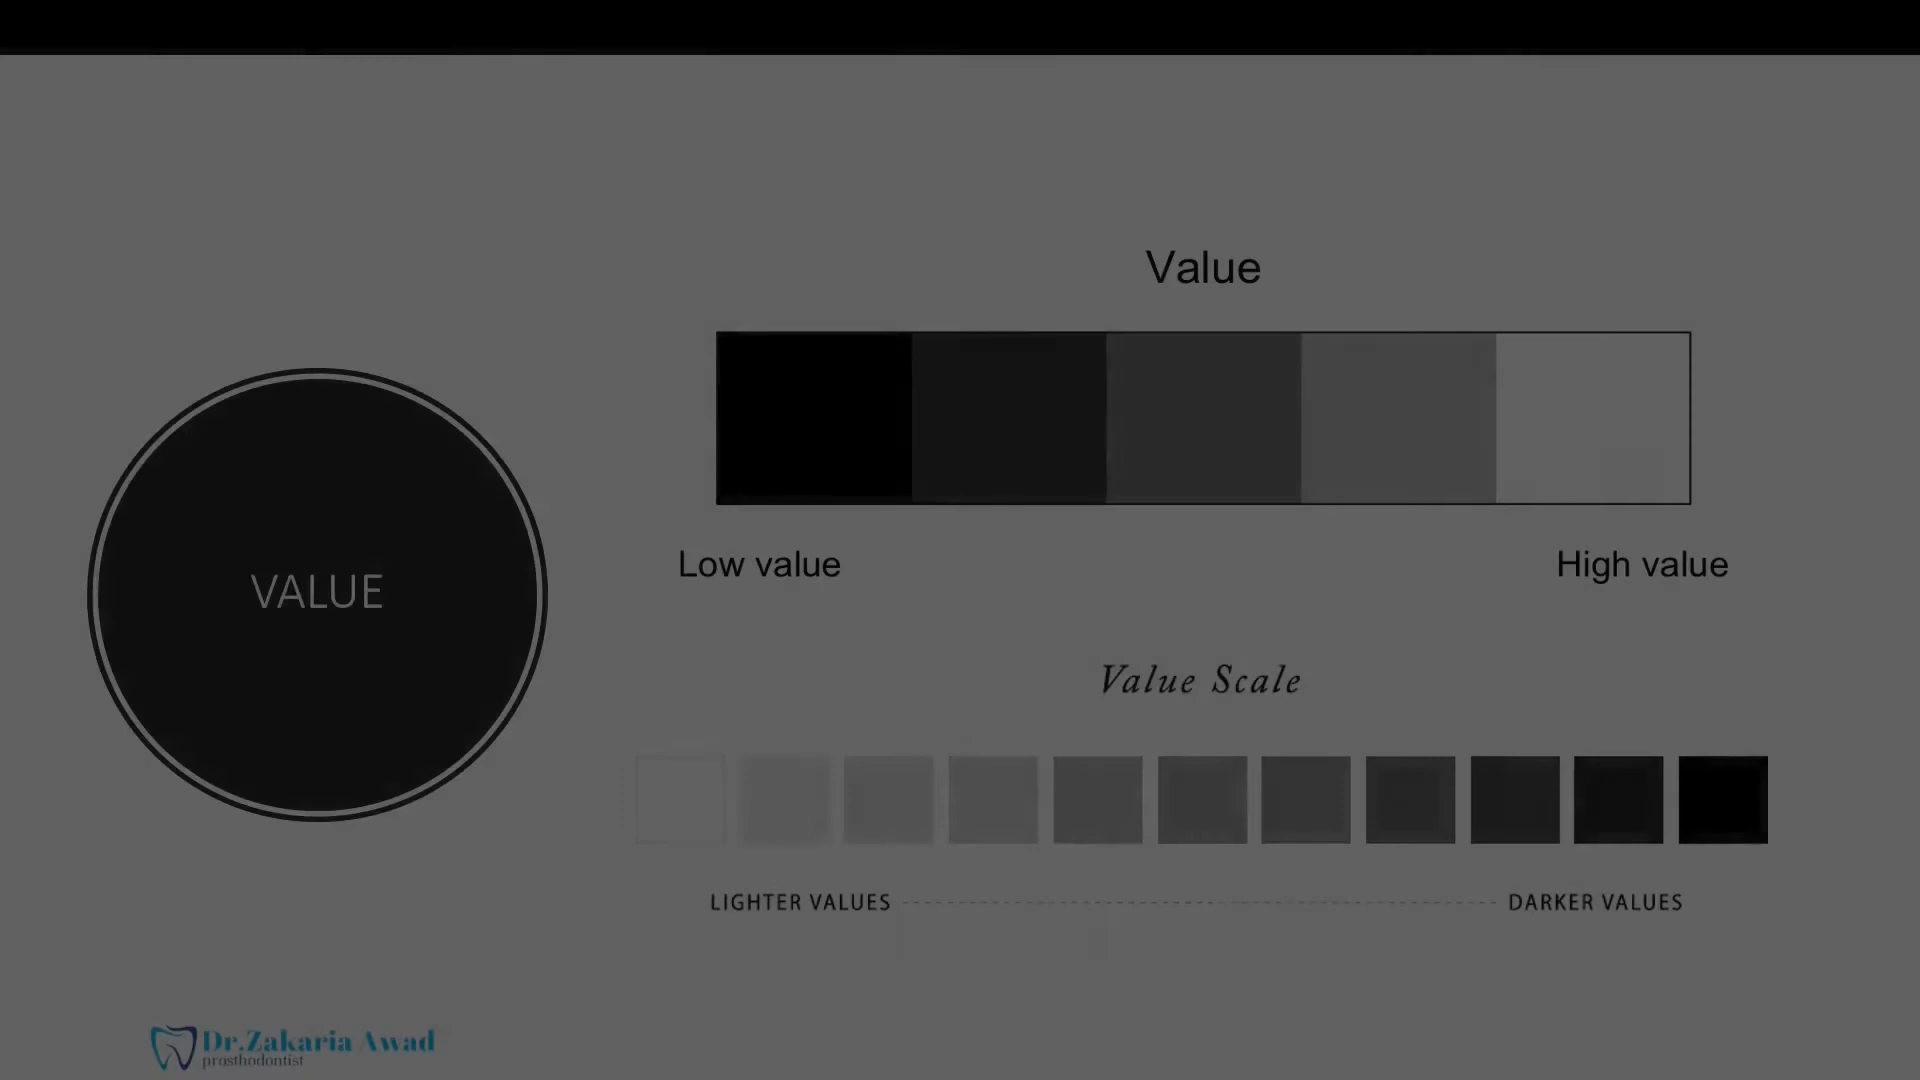 Value
VALUE
Low value
High value
Value Scale
LIGHTER VALUES
DARKER VALUES
Dr.Zakaria Awad
prosthodontist